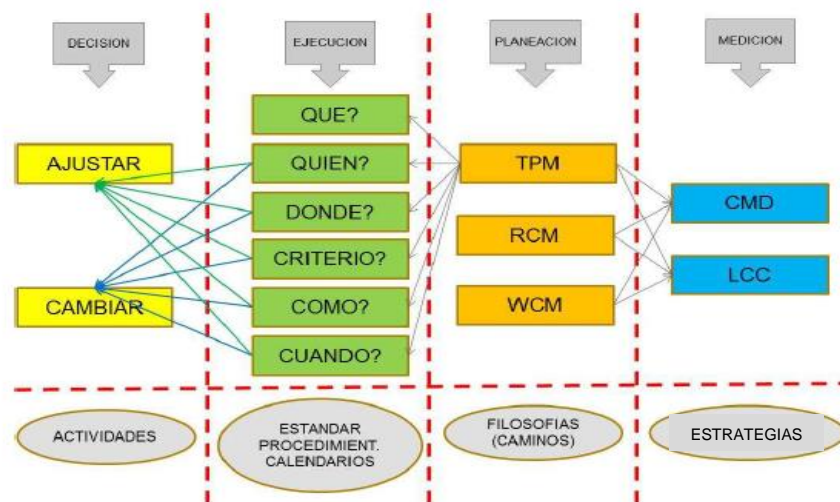 DECISION
EJECUCION
PLANEACION
MEDICION
QUE?
AJUSTAR
QUIEN?
TPM
DONDE?
CMD
RCM
CRITERIO?
LCC
CAMBIAR
COMO?
WCM
CUANDO?
ACTIVIDADES
ESTANDAR
PROCEDIMIENT.
CALENDARIOS
FILOSOFIAS
(CAMINOS)
ESTRATEGIAS